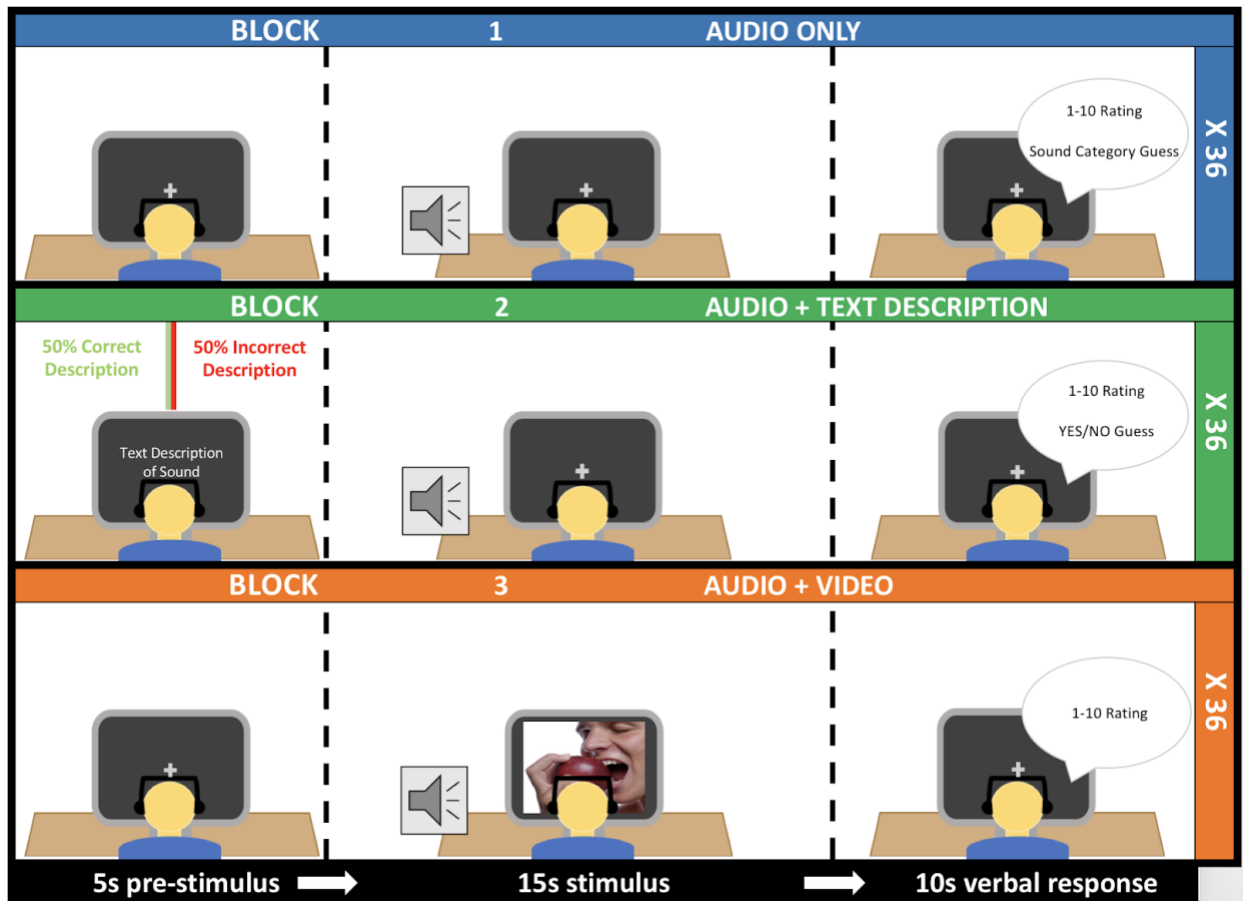 BLOCK 1 AUDIO ONLY
1-10 Rating
Sound Category Guess
X 36
BLOCK 2 AUDIO + TEXT DESCRIPTION
50% Correct
Description
50% Incorrect
Description
Text Description
of Sound
1-10 Rating
YES/NO Guess
X 36
BLOCK 3 AUDIO + VIDEO
1-10 Rating
X 36
5s pre-stimulus 15s stimulus 10s verbal response